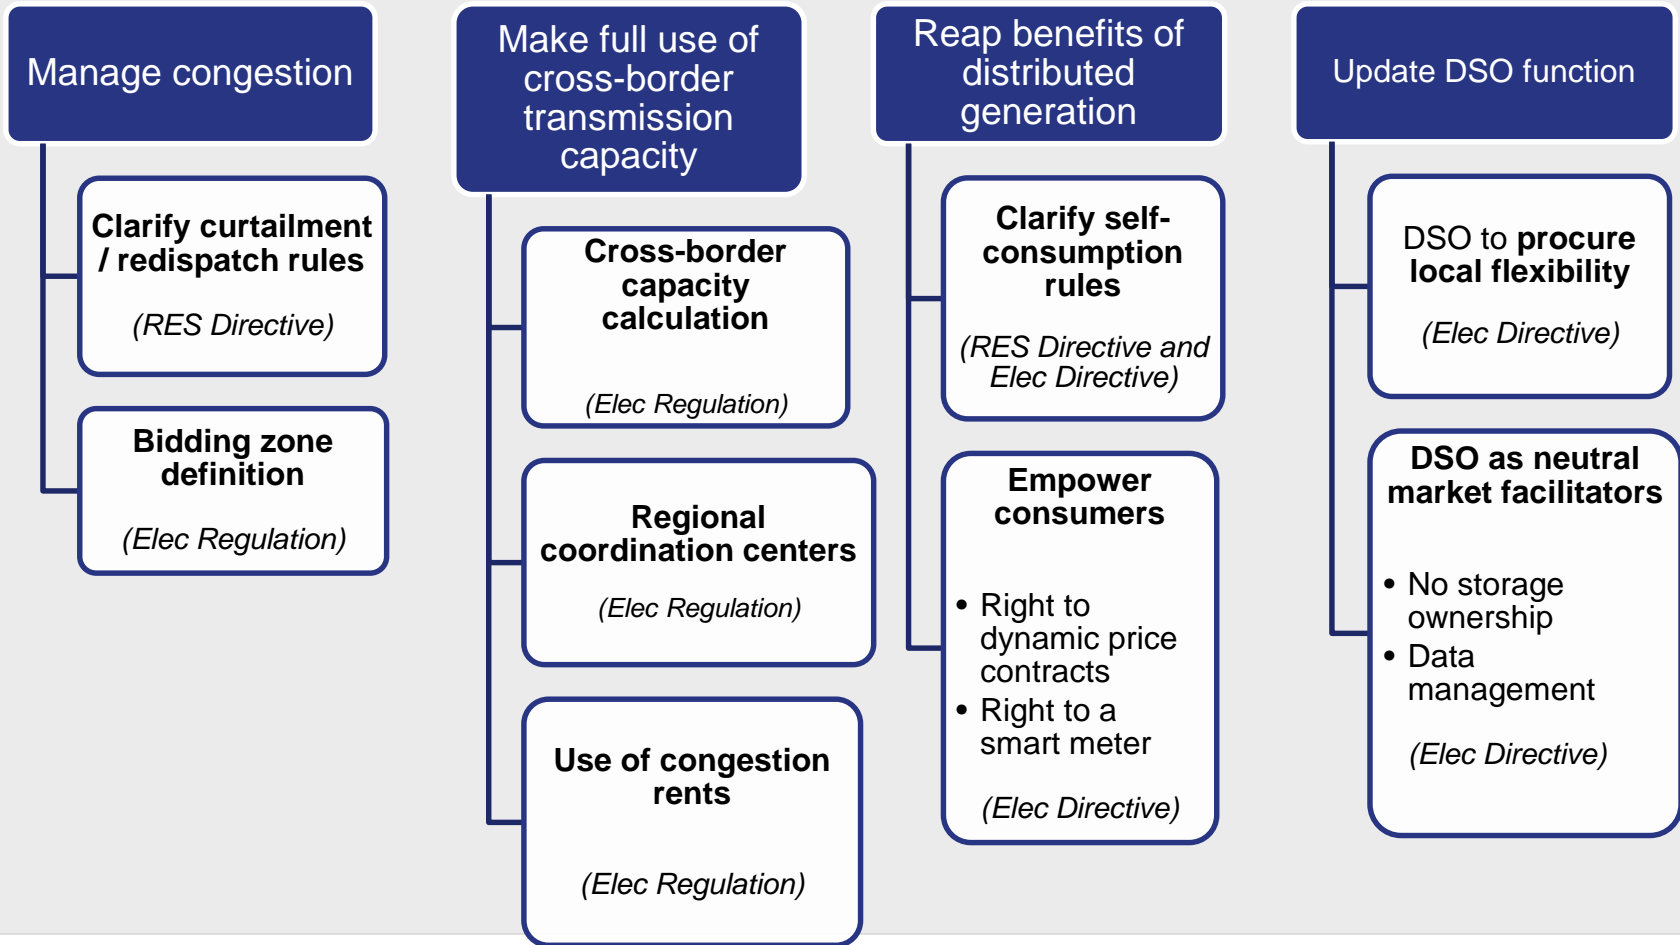 Manage congestion
Clarify curtailment
/ redispatch rules
(RES Directive)
Bidding zone
definition
(Elec Regulation)
Make full use of
cross-border
transmission
capacity
Cross-border
capacity
calculation
(Elec Regulation)
Regional
coordination centers
(Elec Regulation)
Use of congestion
rents
(Elec Regulation)
Reap benefits of
distributed
generation
Clarify self-
consumption
rules
(RES Directive and
Elec Directive)
Empower
consumers
• Right to
dynamic price
contracts
• Right to a
smart meter
(Elec Directive)
Update DSO function
DSO to procure
local flexibility
(Elec Directive)
DSO as neutral
market facilitators
• No storage
ownership
• Data
management
(Elec Directive)